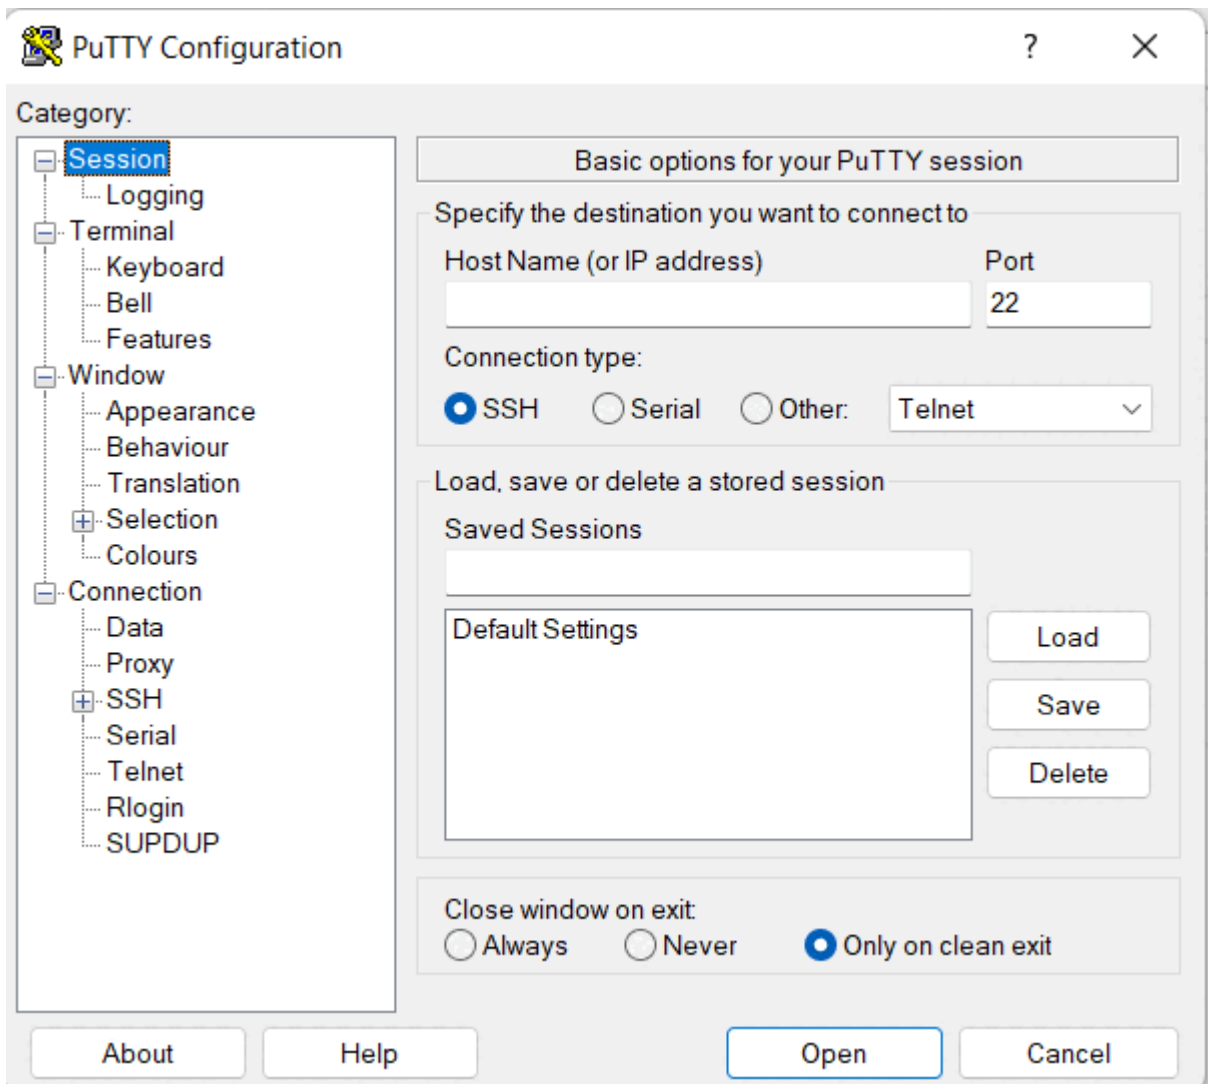 PuTTY Configuration
?
Category:
Session
Logging
Terminal
Keyboard
Bell
Features
Window
Appearance
Behaviour
Translation
Selection
Colours
Connection
Data
Proxy
SSH
Serial
Telnet
Rlogin
SUPDUP
Basic options for your PuTTY session
Specify the destination you want to connect to
Host Name (or IP address) Port
22
Connection type:
SSH Serial Other: Telnet
Load, save or delete a stored session
Saved Sessions
Default Settings
Load
Save
Delete
Close window on exit:
Always Never Only on clean exit
About Help Open Cancel